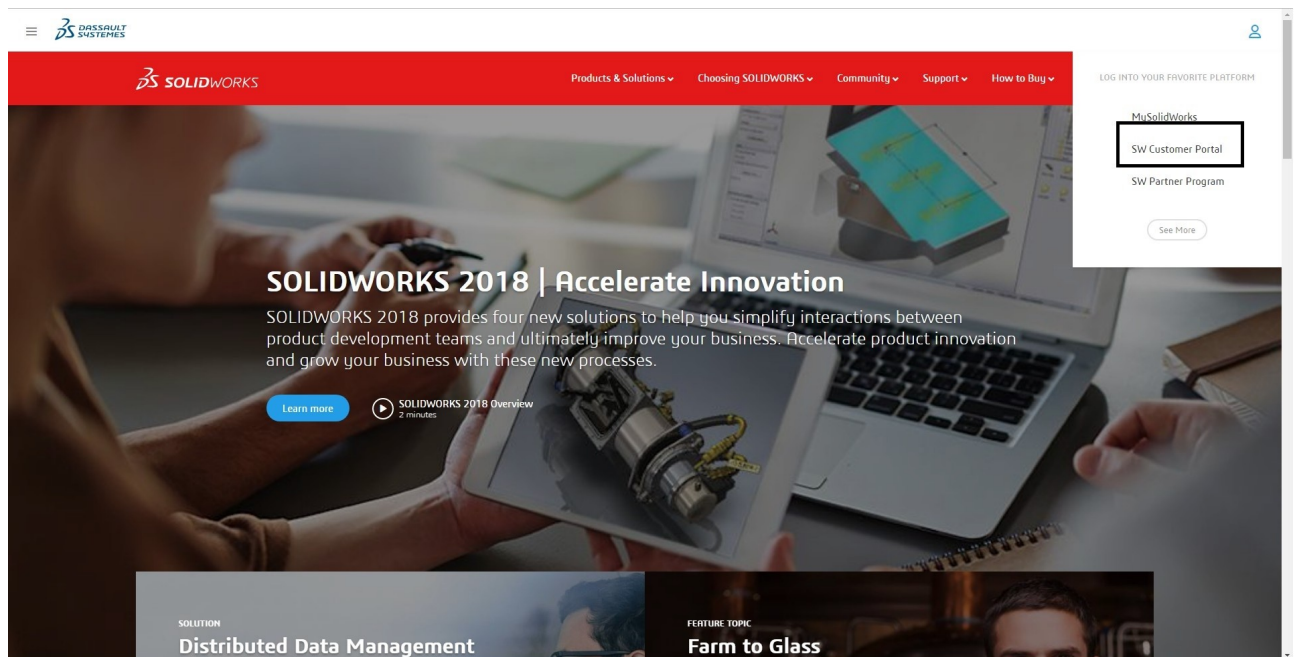 DASSAULT
SYSTEMES
SOLIDWORKS
Products & Solutions
Choosing SOLIDWORKS
Community
Support
How to Buy
LOG INTO YOUR FAVORITE PLATFORM
MySolidWorks
SW Customer Portal
SW Partner Program
See More
SOLIDWORKS 2018 | Accelerate Innovation
SOLIDWORKS 2018 provides four new solutions to help you simplify interactions between
product development teams and ultimately improve your business. Accelerate product innovation
and grow your business with these new processes.
Learn more
SOLIDWORKS 2018 Overview
2 minutes
SOLUTION
Distributed Data Management
FEATURE TOPIC
Farm to Glass